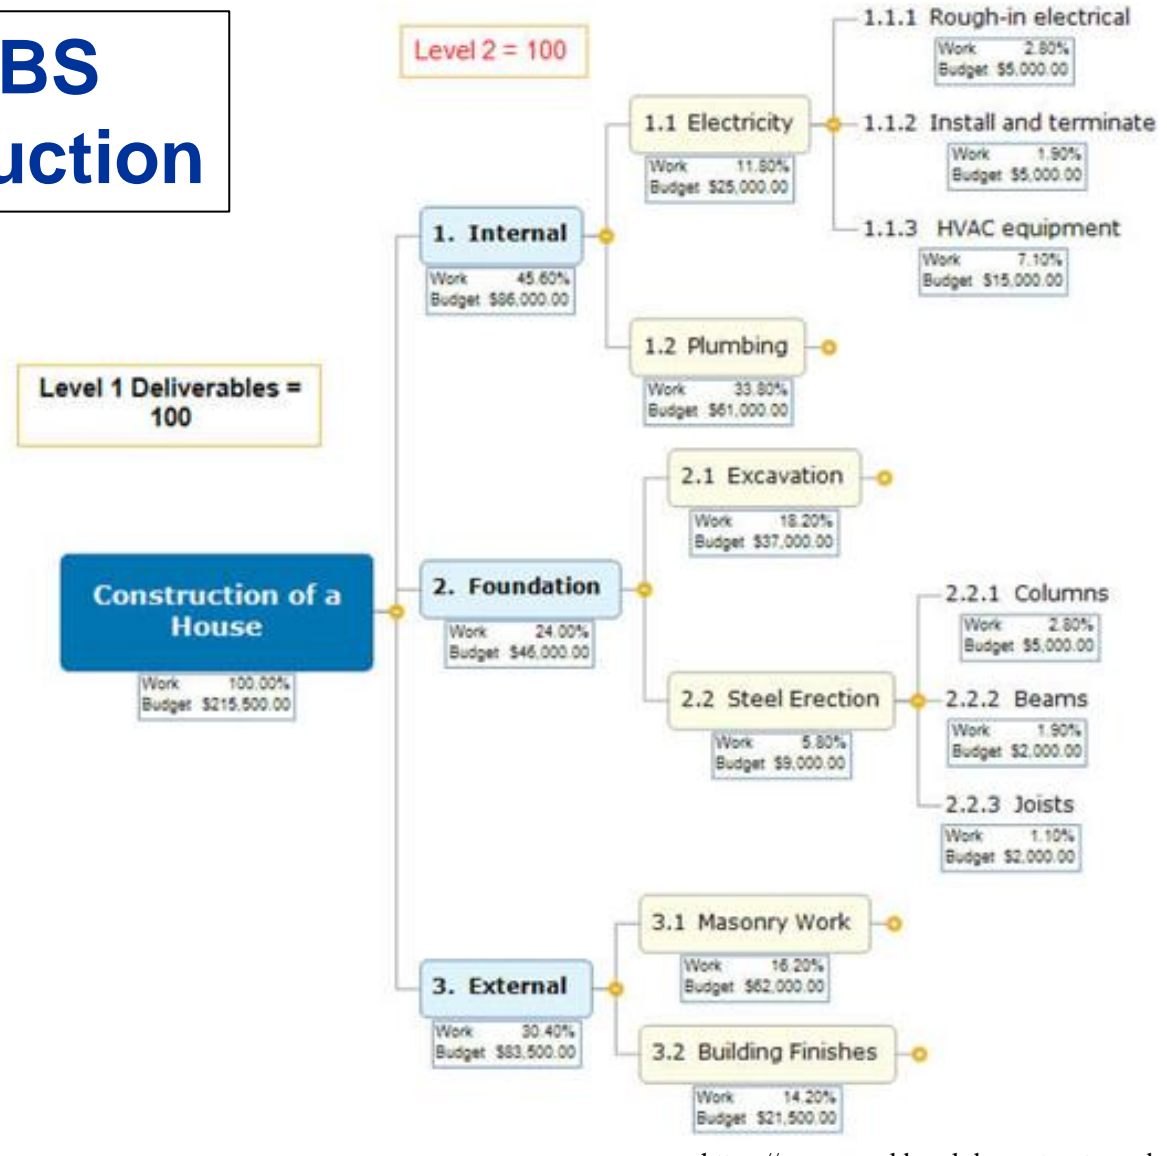 BS
uction
Level 2 = 100
Level 1 Deliverables =
100
Construction of a
House
Work 100.00%
Budget $215,500.00
1. Internal
Work 45.60%
Budget $86,000.00
1.1 Electricity
Work 11.80%
Budget $25,000.00
1.1.1 Rough-in electrical
Work 2.80%
Budget $5,000.00
1.1.2 Install and terminate
Work 1.90%
Budget $5,000.00
1.1.3 HVAC equipment
Work 7.10%
Budget $15,000.00
1.2 Plumbing
Work 33.80%
Budget $61,000.00
2. Foundation
Work 24.00%
Budget $46,000.00
2.1 Excavation
Work 18.20%
Budget $37,000.00
2.2 Steel Erection
Work 5.80%
Budget $9,000.00
2.2.1 Columns
Work 2.80%
Budget $5,000.00
2.2.2 Beams
Work 1.90%
Budget $2,000.00
2.2.3 Joists
Work 1.10%
Budget $2,000.00
3. External
Work 30.40%
Budget $83,500.00
3.1 Masonry Work
Work 16.20%
Budget $62,000.00
3.2 Building Finishes
Work 14.20%
Budget $21,500.00